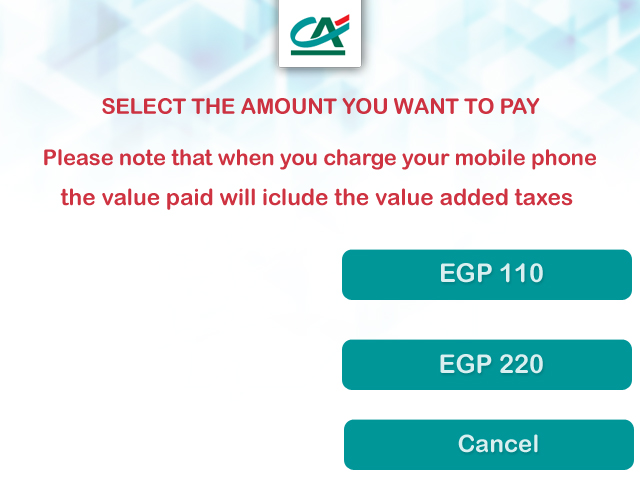 CA
SELECT THE AMOUNT YOU WANT TO PAY
Please note that when you charge your mobile phone
the value paid will iclude the value added taxes
EGP 110
EGP 220
Cancel